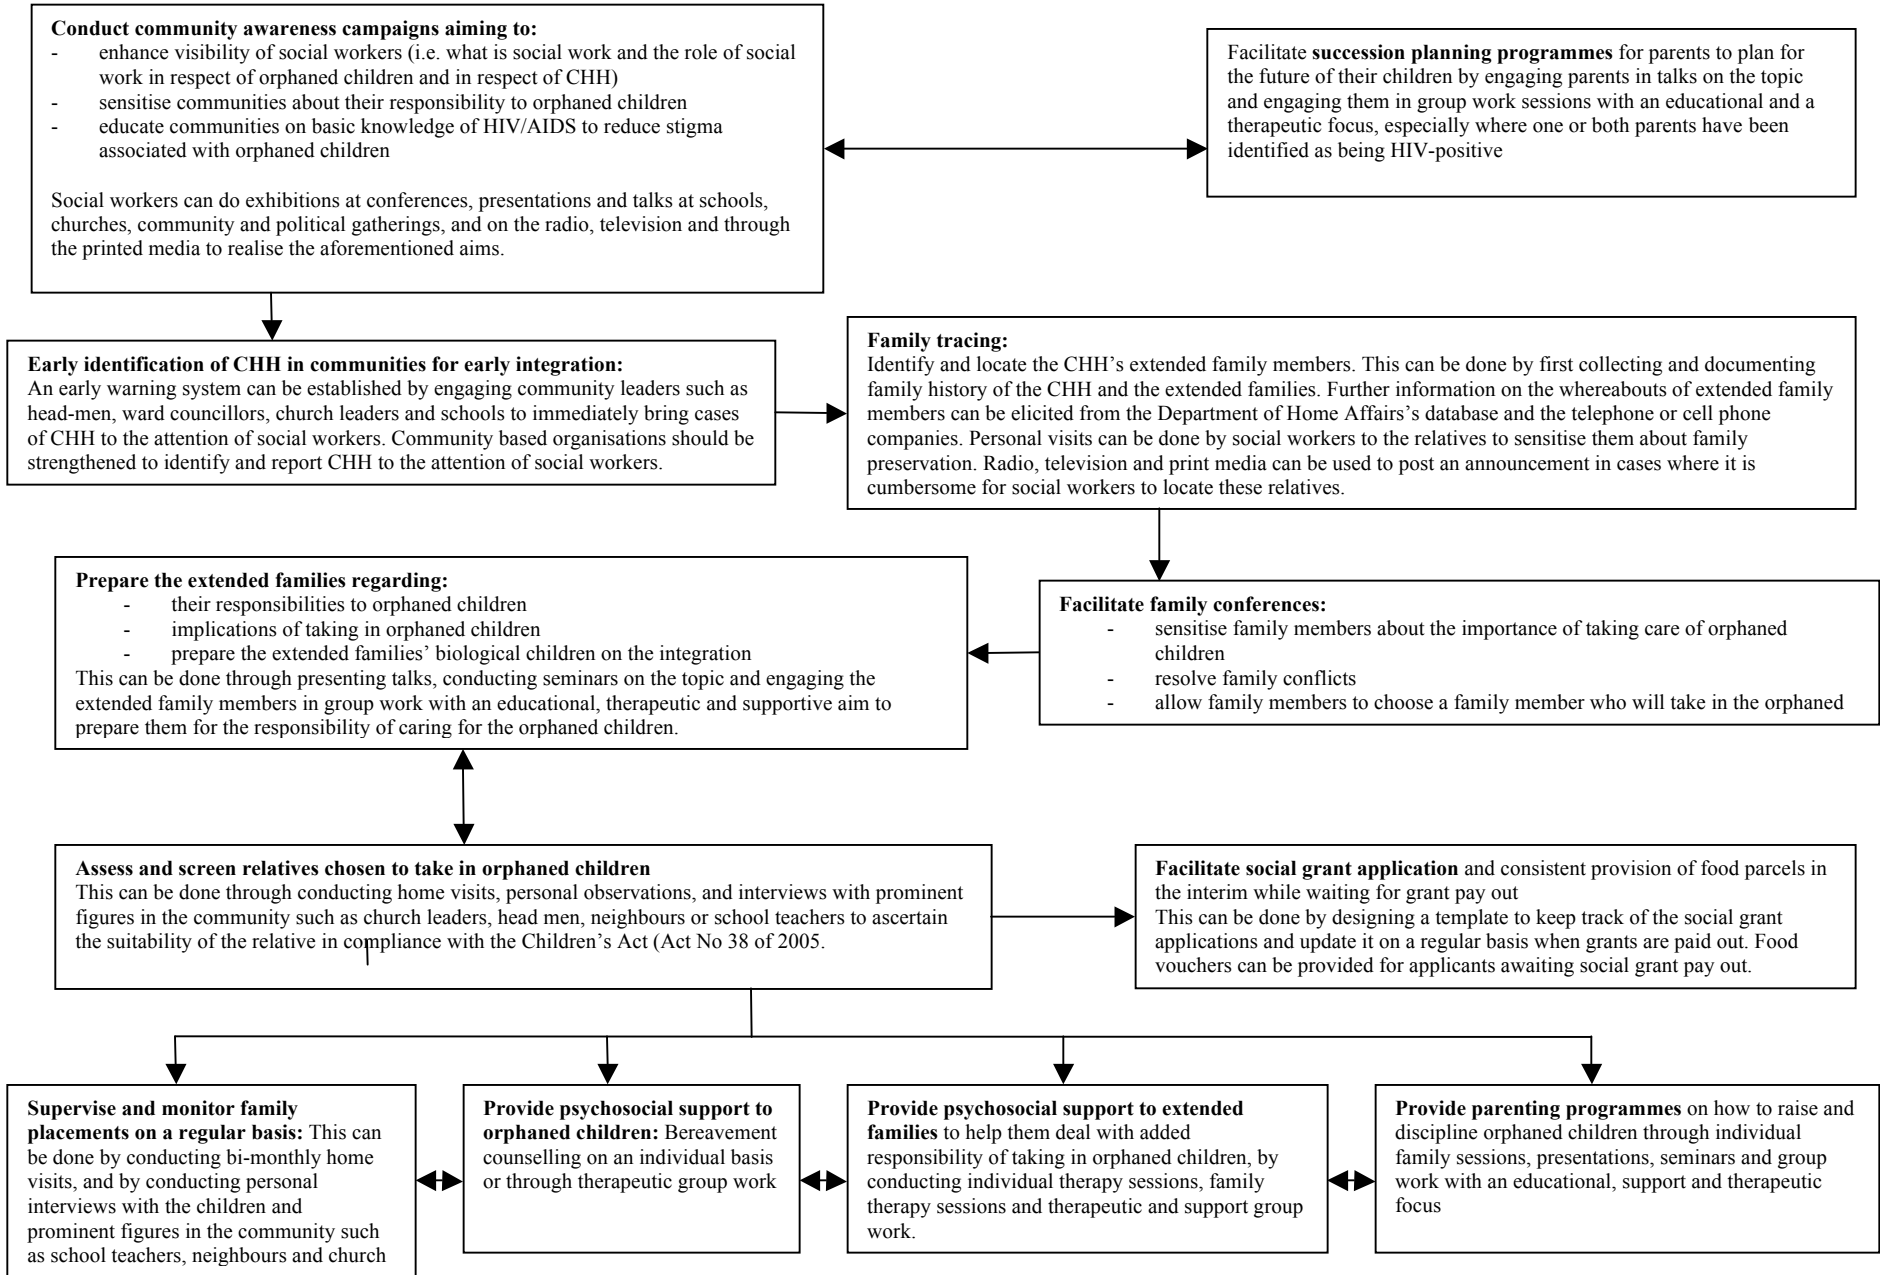 Conduct community awareness campaigns aiming to:
- enhance visibility of social workers (i.e. what is social work and the role of social
work in respect of orphaned children and in respect of CHH)
- sensitise communities about their responsibility to orphaned children
- educate communities on basic knowledge of HIV/AIDS to reduce stigma
associated with orphaned children
Social workers can do exhibitions at conferences, presentations and talks at schools,
churches, community and political gatherings, and on the radio, television and through
the printed media to realise the aforementioned aims.
Facilitate succession planning programmes for parents to plan for
the future of their children by engaging parents in talks on the topic
and engaging them in group work sessions with an educational and a
therapeutic focus, especially where one or both parents have been
identified as being HIV-positive
Early identification of CHH in communities for early integration:
An early warning system can be established by engaging community leaders such as
head-men, ward councillors, church leaders and schools to immediately bring cases
of CHH to the attention of social workers. Community based organisations should be
strengthened to identify and report CHH to the attention of social workers.
Family tracing:
Identify and locate the CHH's extended family members. This can be done by first collecting and documenting
family history of the CHH and the extended families. Further information on the whereabouts of extended family
members can be elicited from the Department of Home Affairs's database and the telephone or cell phone
companies. Personal visits can be done by social workers to the relatives to sensitise them about family
preservation. Radio, television and print media can be used to post an announcement in cases where it is
cumbersome for social workers to locate these relatives.
Prepare the extended families regarding:
- their responsibilities to orphaned children
- implications of taking in orphaned children
- prepare the extended families' biological children on the integration
This can be done through presenting talks, conducting seminars on the topic and engaging the
extended family members in group work with an educational, therapeutic and supportive aim to
prepare them for the responsibility of caring for the orphaned children.
Facilitate family conferences:
- sensitise family members about the importance of taking care of orphaned
children
- resolve family conflicts
- allow family members to choose a family member who will take in the orphaned
Assess and screen relatives chosen to take in orphaned children
This can be done through conducting home visits, personal observations, and interviews with prominent
figures in the community such as church leaders, head men, neighbours or school teachers to ascertain
the suitability of the relative in compliance with the Children's Act (Act No 38 of 2005.
Facilitate social grant application and consistent provision of food parcels in
the interim while waiting for grant pay out
This can be done by designing a template to keep track of the social grant
applications and update it on a regular basis when grants are paid out. Food
vouchers can be provided for applicants awaiting social grant pay out.
Supervise and monitor family
placements on a regular basis: This can
be done by conducting bi-monthly home
visits, and by conducting personal
interviews with the children and
prominent figures in the community such
as school teachers, neighbours and church
Provide psychosocial support to
orphaned children: Bereavement
counselling on an individual basis
or through therapeutic group work
Provide psychosocial support to extended
families to help them deal with added
responsibility of taking in orphaned children, by
conducting individual therapy sessions, family
therapy sessions and therapeutic and support group
work.
Provide parenting programmes on how to raise and
discipline orphaned children through individual
family sessions, presentations, seminars and group
work with an educational, support and therapeutic
focus